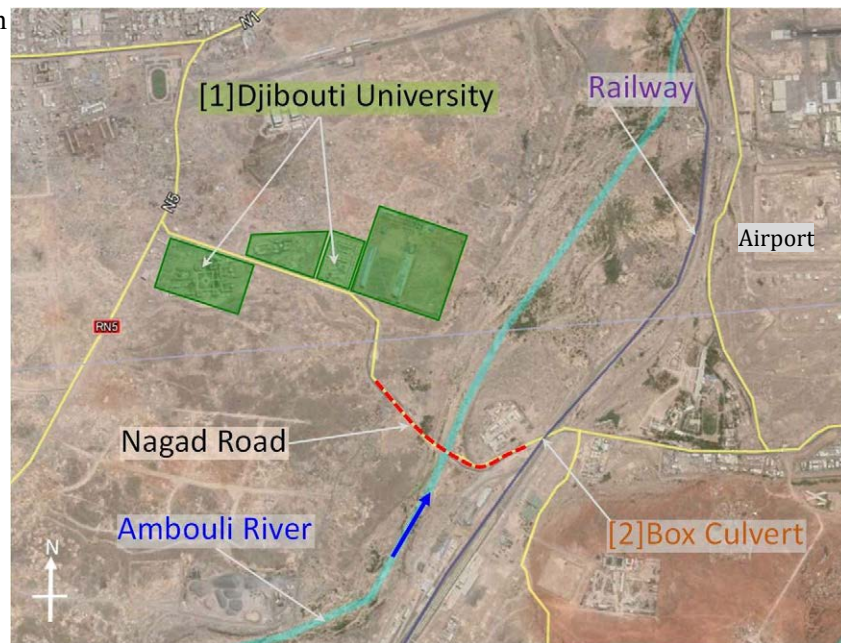 n
N1
[1]Djibouti University
Railway
N5
Airport
RN5
Nagad Road
Ambouli River
[2]Box Culvert
N